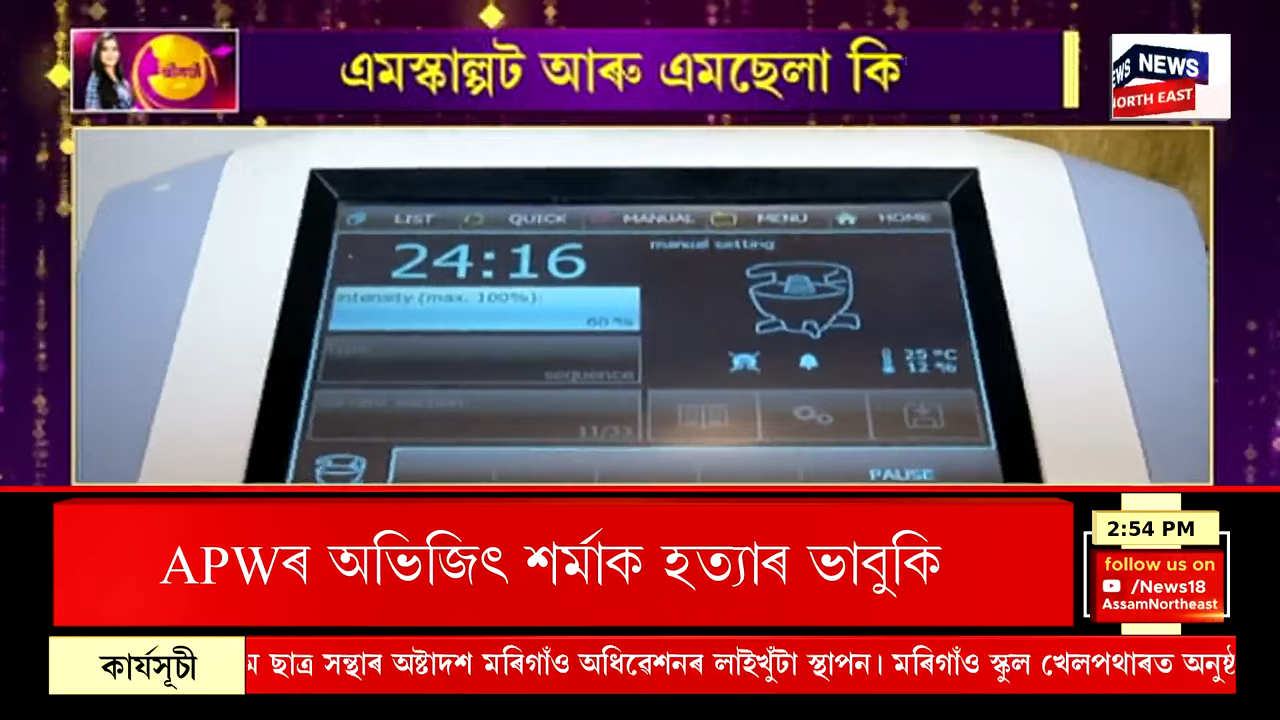 এমস্কাল্পট আৰু এমছেলা কি
NEWS
NORTH EAST
LIST QUICK MANUAL MENU HOME
24:16
manual setting
intensity (max. 100%):
60 %
25 °C
12 %
sequence
11/33
PAUSE
APWৰ অভিজিৎ শৰ্মাক হত্যাৰ ভাবুকি
2:54 PM
follow us on
/News18
AssamNortheast
কাৰ্যসূচী
ম ছাত্ৰ সন্থাৰ অষ্টাদশ মৰিগাঁও অধিৱেশনৰ লাইখুঁটা স্থাপন। মৰিগাঁও স্কুল খেলপথাৰত অনুষ্ঠ